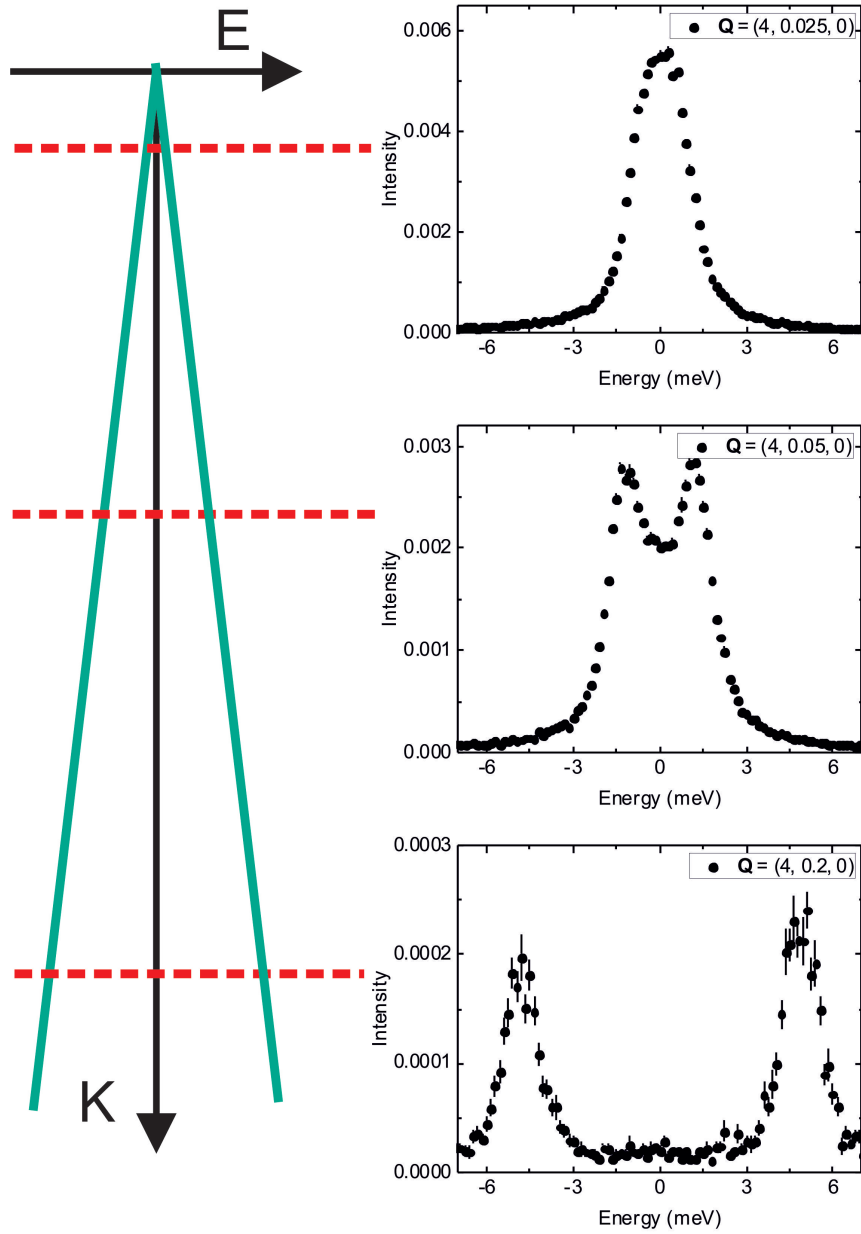 E
K
Q = (4, 0.025, 0)
Intensity
0.006
0.004
0.002
0.000
-6 -3 0 3 6
Energy (meV)
Q = (4, 0.05, 0)
Intensity
0.003
0.002
0.001
0.000
-6 -3 0 3 6
Energy (meV)
Q = (4, 0.2, 0)
Intensity
0.0003
0.0002
0.0001
0.0000
-6 -3 0 3 6
Energy (meV)